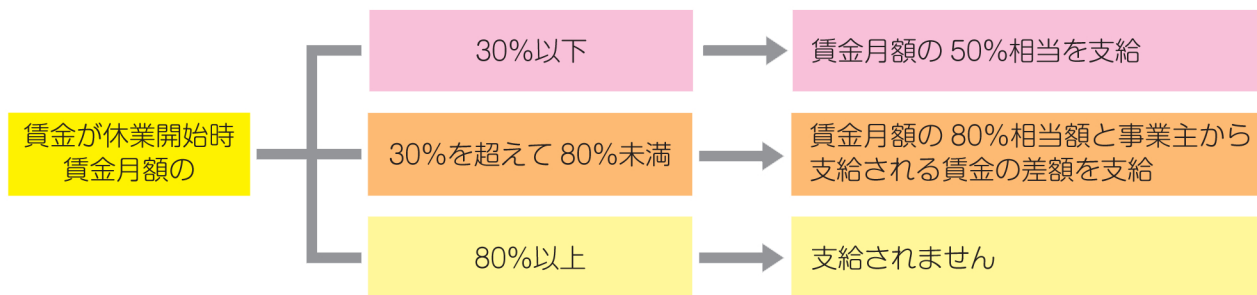 賃金が休業開始時
賃金月額の
30%以下
賃金月額の 50%相当を支給
30%を超えて 80%未満
賃金月額の 80%相当額と事業主から
支給される賃金の差額を支給
80%以上
支給されません